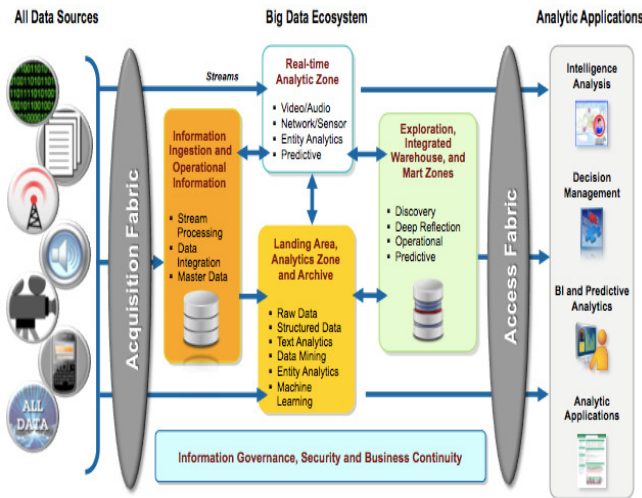 All Data Sources
Big Data Ecosystem
Analytic Applications
Streams
Real-time
Analytic Zone
▪ Video/Audio
▪ Network/Sensor
▪ Entity Analytics
▪ Predictive
Information
Ingestion and
Operational
Information
▪ Stream
Processing
▪ Data
Integration
▪ Master Data
Exploration,
Integrated
Warehouse, and
Mart Zones
▪ Discovery
▪ Deep Reflection
▪ Operational
▪ Predictive
Landing Area,
Analytics Zone
and Archive
▪ Raw Data
▪ Structured Data
▪ Text Analytics
▪ Data Mining
▪ Entity Analytics
▪ Machine
Learning
Acquisition Fabric
Access Fabric
Intelligence
Analysis
Decision
Management
BI and Predictive
Analytics
Analytic
Applications
ALL
DATA
Information Governance, Security and Business Continuity